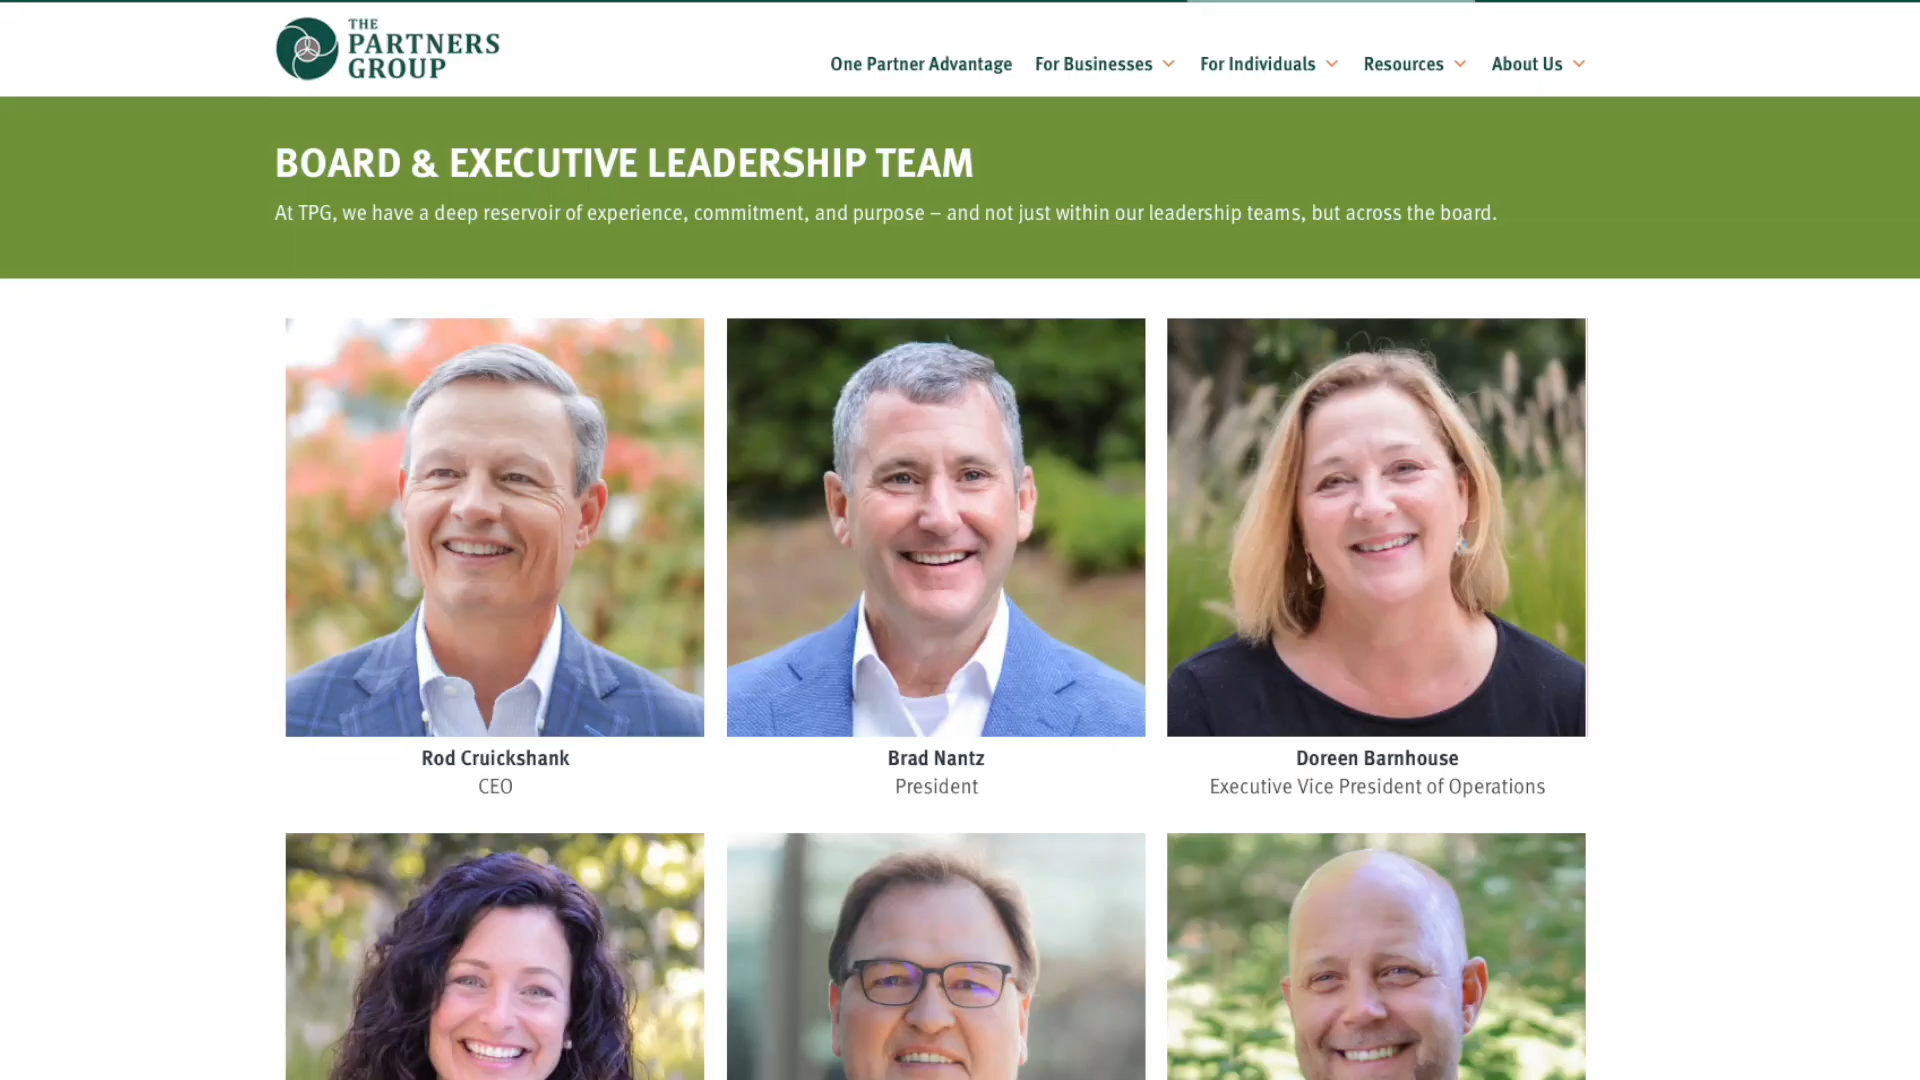 THE
PARTNERS
GROUP
One Partner Advantage For Businesses For Individuals Resources About Us
BOARD & EXECUTIVE LEADERSHIP TEAM
At TPG, we have a deep reservoir of experience, commitment, and purpose – and not just within our leadership teams, but across the board.
Rod Cruickshank
CEO
Brad Nantz
President
Doreen Barnhouse
Executive Vice President of Operations